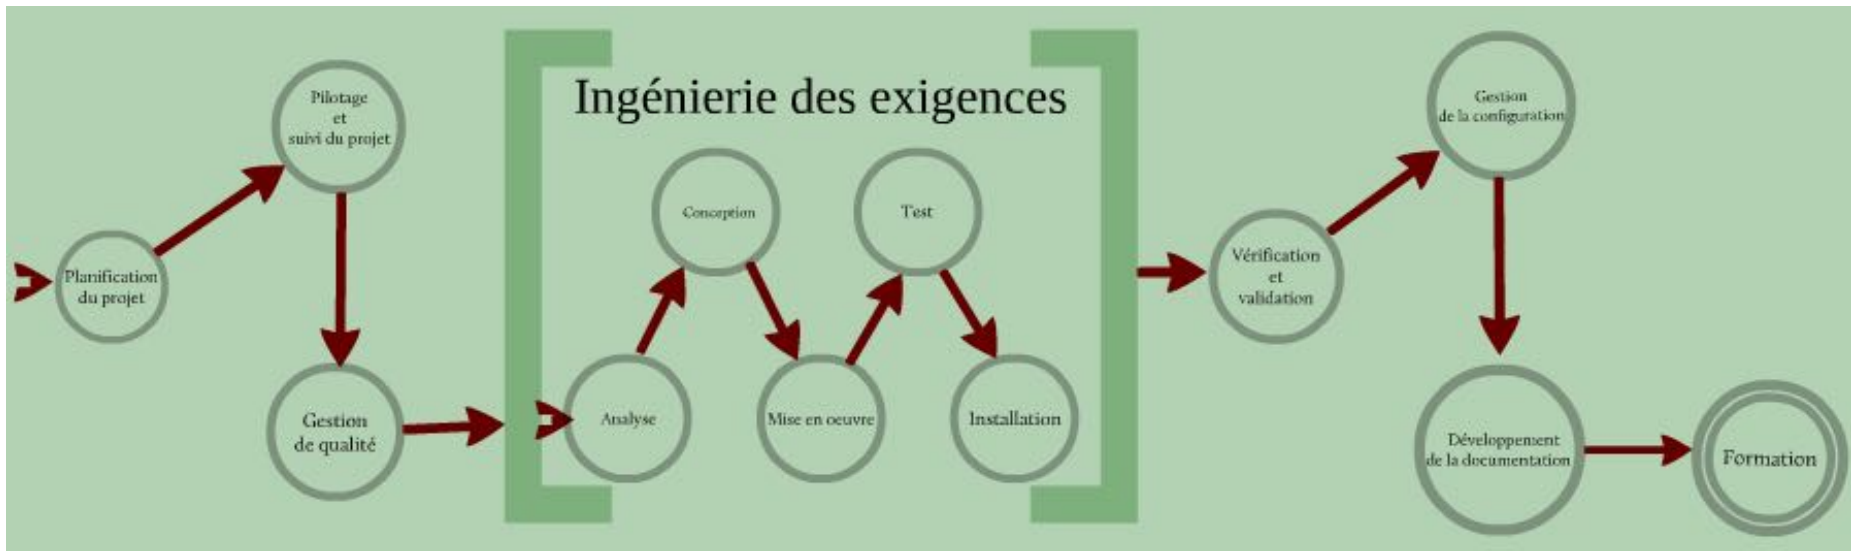 Planification
du projet
Pilotage
et
suivi du projet
Gestion
de qualité
Ingénierie des exigences
Analyse
Conception
Mise en oeuvre
Test
Installation
Vérification
et
validation
Gestion
de la configuration
Développement
de la documentation
Formation